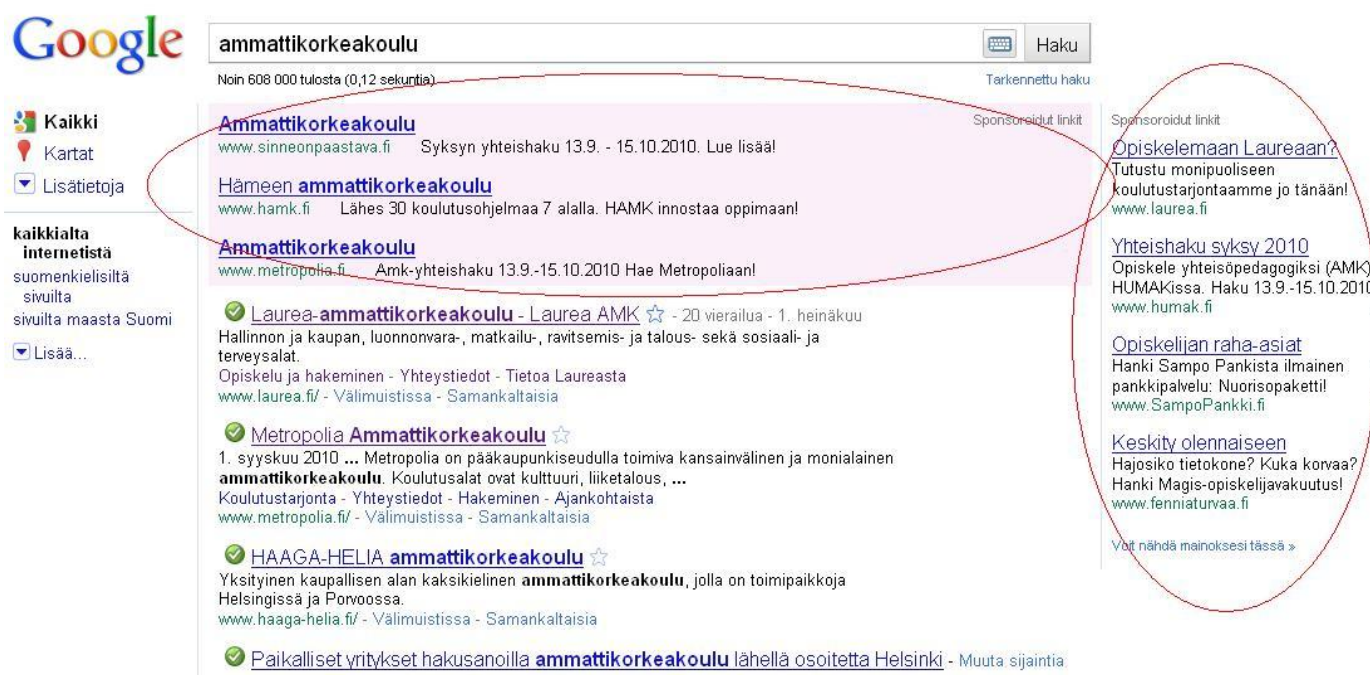 Google
ammattikorkeakoulu
Haku
Noin 608 000 tulosta (0,12 sekuntia)
Tarkennettu haku
Kaikki
Kartat
Lisätietoja
kaikkialta
internetistä
suomenkielisiltä
sivuilta
sivuilta maasta Suomi
Lisää...
Sponsoroidut linkit
Ammattikorkeakoulu
www.sinneonpaastava.fi Syksyn yhteishaku 13.9. - 15.10.2010. Lue lisää!
Hämeen ammattikorkeakoulu
www.hamk.fi Lähes 30 koulutusohjelmaa 7 alalla. HAMK innostaa oppimaan!
Ammattikorkeakoulu
www.metropolia.fi Amk-yhteishaku 13.9.-15.10.2010 Hae Metropoliaan!
Laurea-ammattikorkeakoulu - Laurea AMK - 20 vierailua - 1. heinäkuu
Hallinnon ja kaupan, luonnonvara-, matkailu-, ravitsemis- ja talous- sekä sosiaali- ja
terveysalat.
Opiskelu ja hakeminen - Yhteystiedot - Tietoa Laureasta
www.laurea.fi/ - Välimuistissa - Samankaltaisia
Metropolia Ammattikorkeakoulu
1. syyskuu 2010 ... Metropolia on pääkaupunkiseudulla toimiva kansainvälinen ja monialainen
ammattikorkeakoulu. Koulutusalat ovat kulttuuri, liiketalous, ...
Koulutustarjonta - Yhteystiedot - Hakeminen - Ajankohtaista
www.metropolia.fi/ - Välimuistissa - Samankaltaisia
HAAGA-HELIA ammattikorkeakoulu
Yksityinen kaupallisen alan kaksikielinen ammattikorkeakoulu, jolla on toimipaikkoja
Helsingissä ja Porvoossa.
www.haaga-helia.fi/ - Välimuistissa - Samankaltaisia
Paikalliset yritykset hakusanoilla ammattikorkeakoulu lähellä osoitetta Helsinki - Muuta sijaintia
Sponsoroidut linkit
Opiskelemaan Laureaan?
Tutustu monipuoliseen
koulutustarjontaamme jo tänään!
www.laurea.fi
Yhteishaku syksy 2010
Opiskele yhteisöpedagogiksi (AMK)
HUMAKissa. Haku 13.9.-15.10.2010
www.humak.fi
Opiskelijan raha-asiat
Hanki Sampo Pankista ilmainen
pankkipalvelu: Nuorisopaketti!
www.SampoPankki.fi
Keskity olennaiseen
Hajosiko tietokone? Kuka korvaa?
Hanki Magis-opiskelijavakuutus!
www.fenniaturvaa.fi
Voit nähdä mainoksesi tässä »